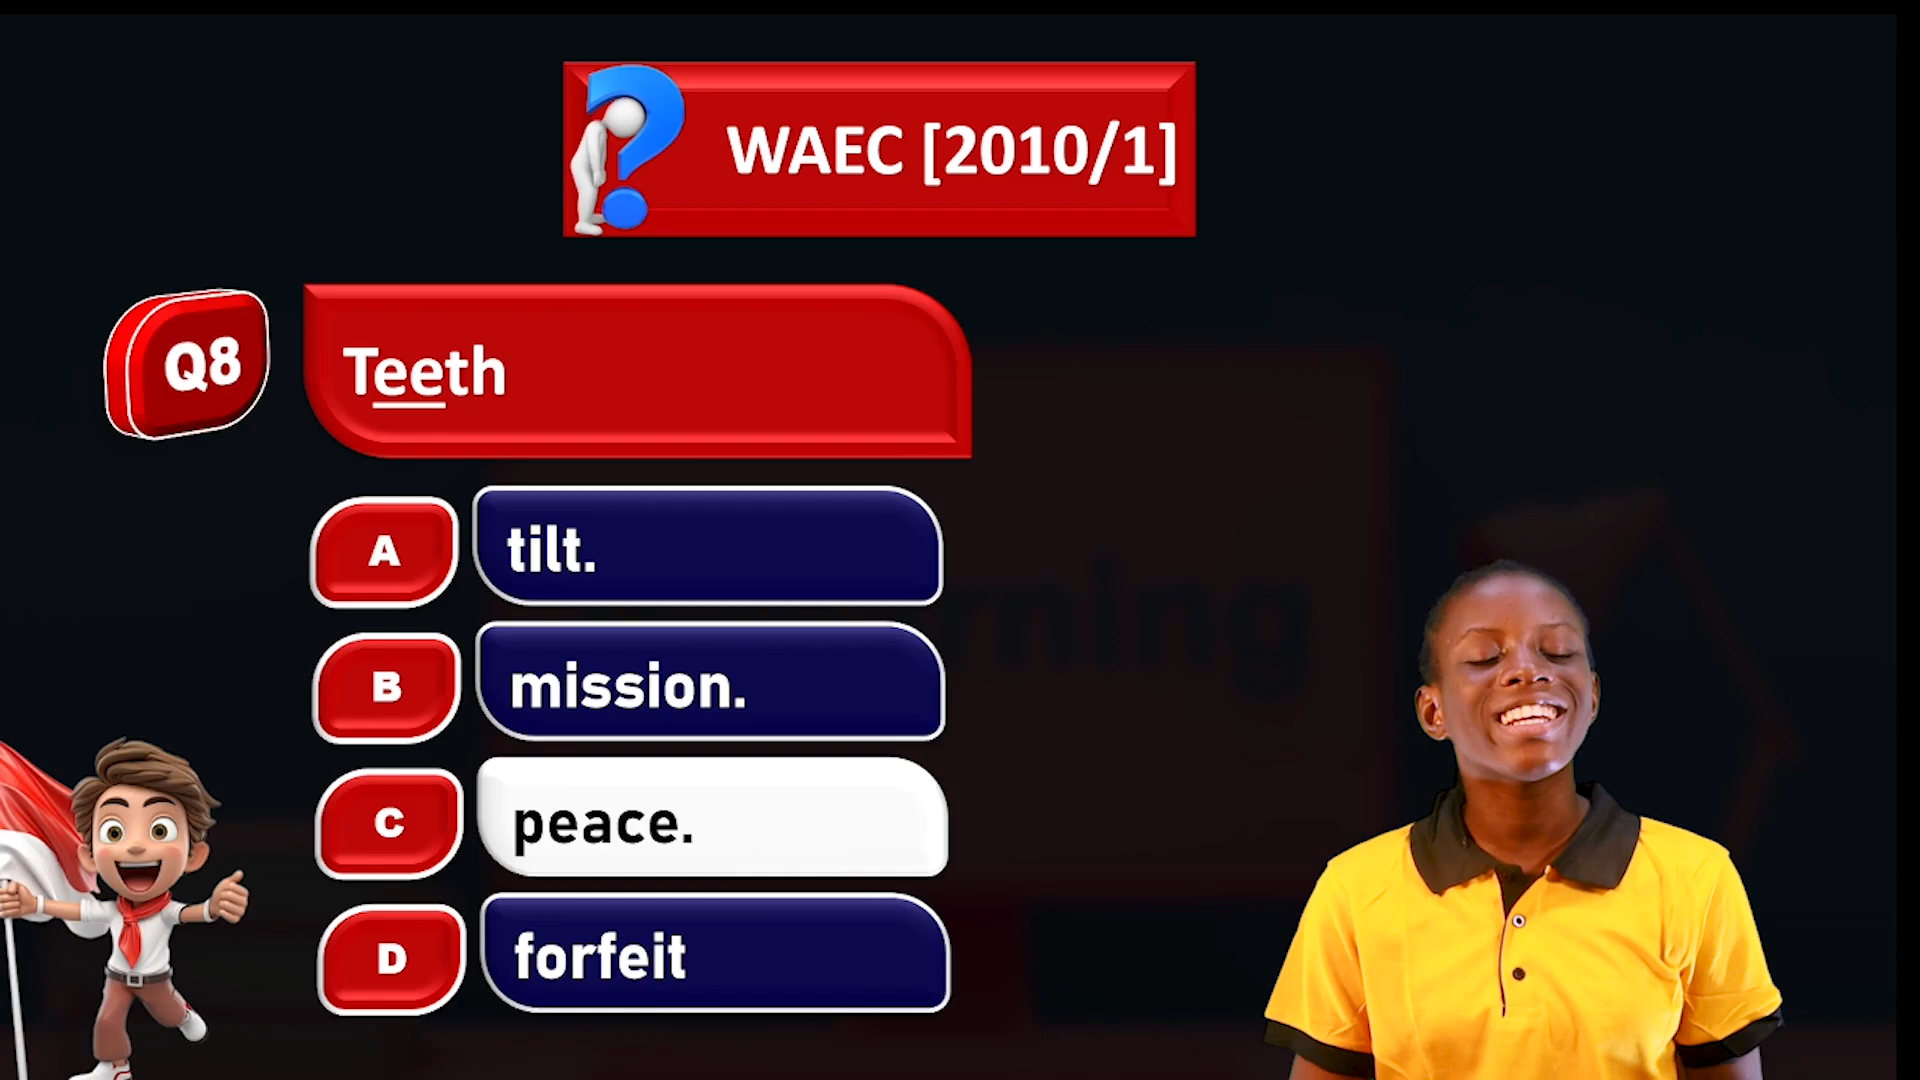 WAEC [2010/1]
Q8
Teeth
A
tilt.
B
mission.
C
peace.
D
forfeit